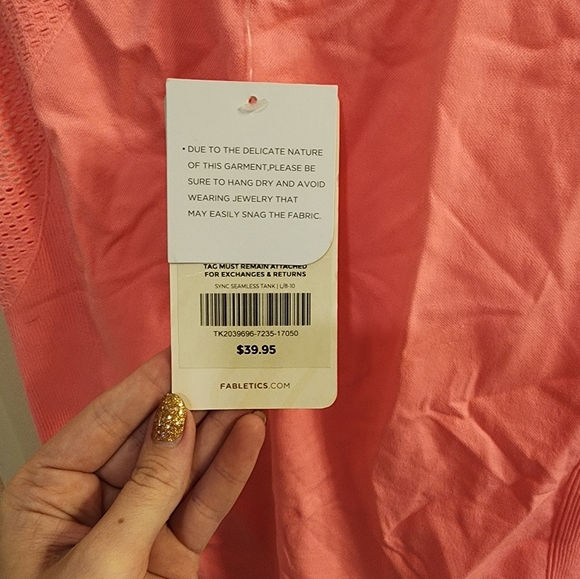 • DUE TO THE DELICATE NATURE
OF THIS GARMENT,PLEASE BE
SURE TO HANG DRY AND AVOID
WEARING JEWELRY THAT
MAY EASILY SNAG THE FABRIC.
TAG MUST REMAIN ATTACHED
FOR EXCHANGES & RETURNS
SYNC SEAMLESS TANK | L/8-10
TK2039696-7235-17050
$39.95
FABLETICS.COM